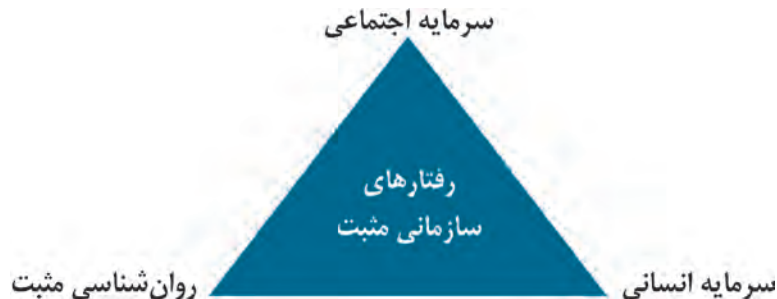 سرمایه اجتماعی
رفتارهای
سازمانی مثبت
سرمایه انسانی
روان‌شناسی مثبت